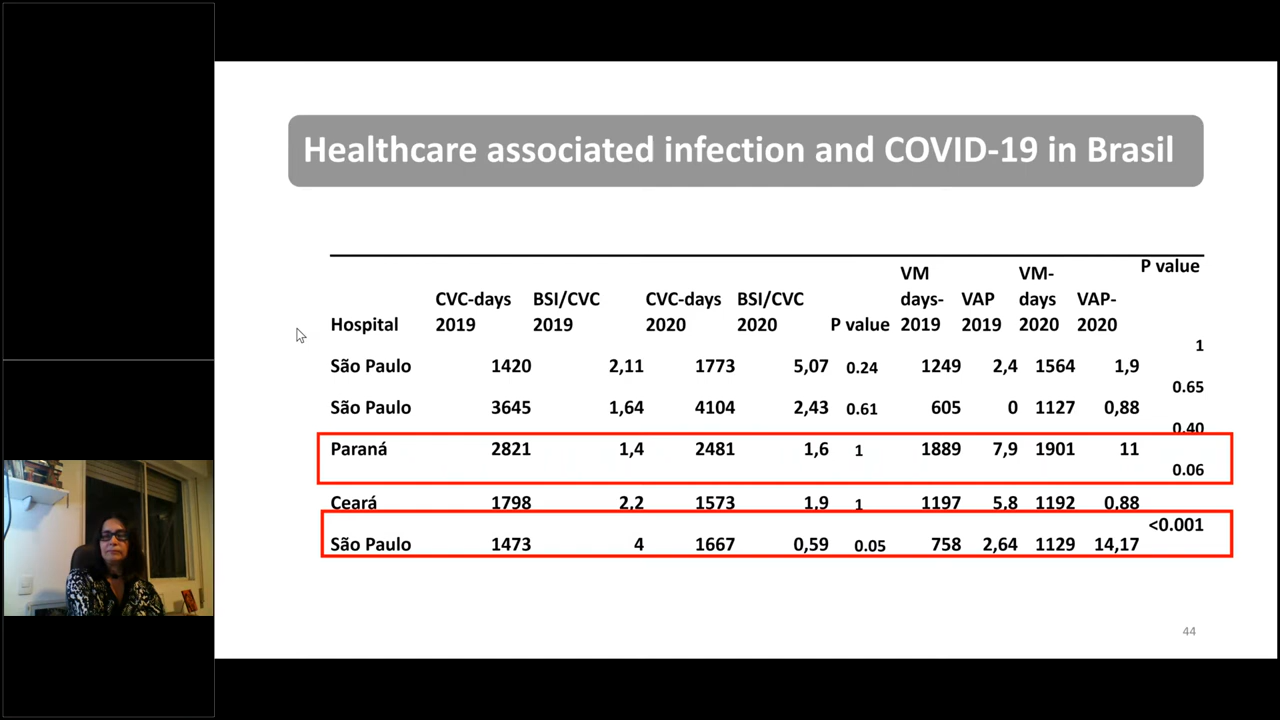 Healthcare associated infection and COVID-19 in Brasil
Hospital CVC-days 2019 BSI/CVC 2019 CVC-days 2020 BSI/CVC 2020 P value VM days-2019 VAP 2019 VM-days 2020 VAP-2020 P value
São Paulo 1420 2,11 1773 5,07 0.24 1249 2,4 1564 1,9 1
São Paulo 3645 1,64 4104 2,43 0.61 605 0 1127 0,88 0.65
Paraná 2821 1,4 2481 1,6 1 1889 7,9 1901 11 0.40
Ceará 1798 2,2 1573 1,9 1 1197 5,8 1192 0,88 0.06
São Paulo 1473 4 1667 0,59 0.05 758 2,64 1129 14,17 <0.001
44